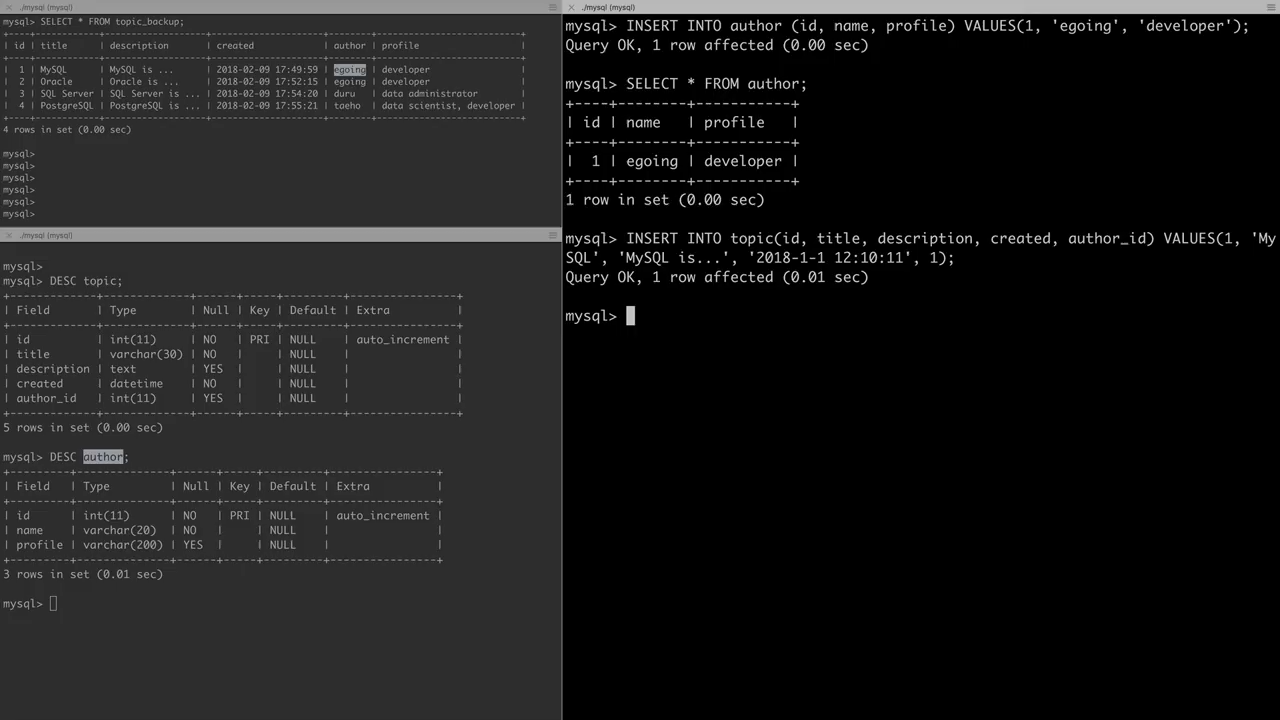 ./mysql (mysql)
mysql> SELECT * FROM topic_backup;
+----+------------+-------------------+---------------------+--------+---------------------------+
| id | title | description | created | author | profile |
+----+------------+-------------------+---------------------+--------+---------------------------+
| 1 | MySQL | MySQL is ... | 2018-02-09 17:49:59 | egoing | developer |
| 2 | Oracle | Oracle is ... | 2018-02-09 17:52:15 | egoing | developer |
| 3 | SQL Server | SQL Server is ... | 2018-02-09 17:54:20 | duru | data administrator |
| 4 | PostgreSQL | PostgreSQL is ... | 2018-02-09 17:55:21 | taeho | data scientist, developer |
+----+------------+-------------------+---------------------+--------+---------------------------+
4 rows in set (0.00 sec)
mysql>
mysql>
mysql>
mysql>
mysql>
mysql>
./mysql (mysql)
mysql>
mysql> DESC topic;
+-------------+-------------+------+-----+---------+----------------+
| Field | Type | Null | Key | Default | Extra |
+-------------+-------------+------+-----+---------+----------------+
| id | int(11) | NO | PRI | NULL | auto_increment |
| title | varchar(30) | NO | | NULL | |
| description | text | YES | | NULL | |
| created | datetime | NO | | NULL | |
| author_id | int(11) | YES | | NULL | |
+-------------+-------------+------+-----+---------+----------------+
5 rows in set (0.00 sec)
mysql> DESC author;
+---------+--------------+------+-----+---------+----------------+
| Field | Type | Null | Key | Default | Extra |
+---------+--------------+------+-----+---------+----------------+
| id | int(11) | NO | PRI | NULL | auto_increment |
| name | varchar(20) | NO | | NULL | |
| profile | varchar(200) | YES | | NULL | |
+---------+--------------+------+-----+---------+----------------+
3 rows in set (0.01 sec)
mysql>
./mysql (mysql)
mysql> INSERT INTO author (id, name, profile) VALUES(1, 'egoing', 'developer');
Query OK, 1 row affected (0.00 sec)
mysql> SELECT * FROM author;
+----+--------+-----------+
| id | name | profile |
+----+--------+-----------+
| 1 | egoing | developer |
+----+--------+-----------+
1 row in set (0.00 sec)
mysql> INSERT INTO topic(id, title, description, created, author_id) VALUES(1, 'My
SQL', 'MySQL is...', '2018-1-1 12:10:11', 1);
Query OK, 1 row affected (0.01 sec)
mysql>